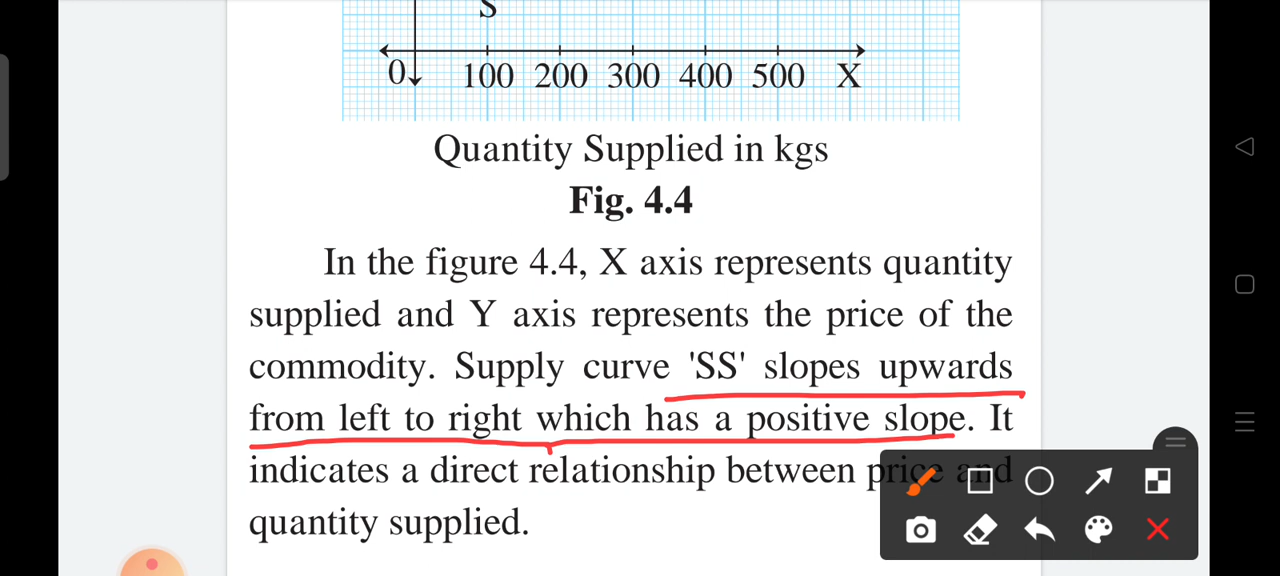 S
0 100 200 300 400 500 X
Quantity Supplied in kgs
Fig. 4.4
In the figure 4.4, X axis represents quantity
supplied and Y axis represents the price of the
commodity. Supply curve 'SS' slopes upwards
from left to right which has a positive slope. It
indicates a direct relationship between price and
quantity supplied.